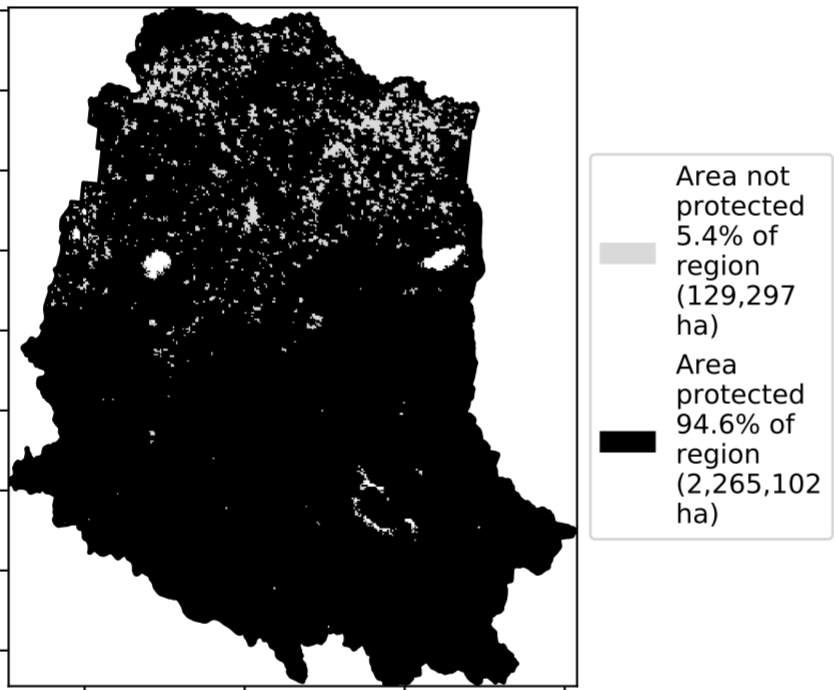 Area not
protected
5.4% of
region
(129,297
ha)
Area
protected
94.6% of
region
(2,265,102
ha)